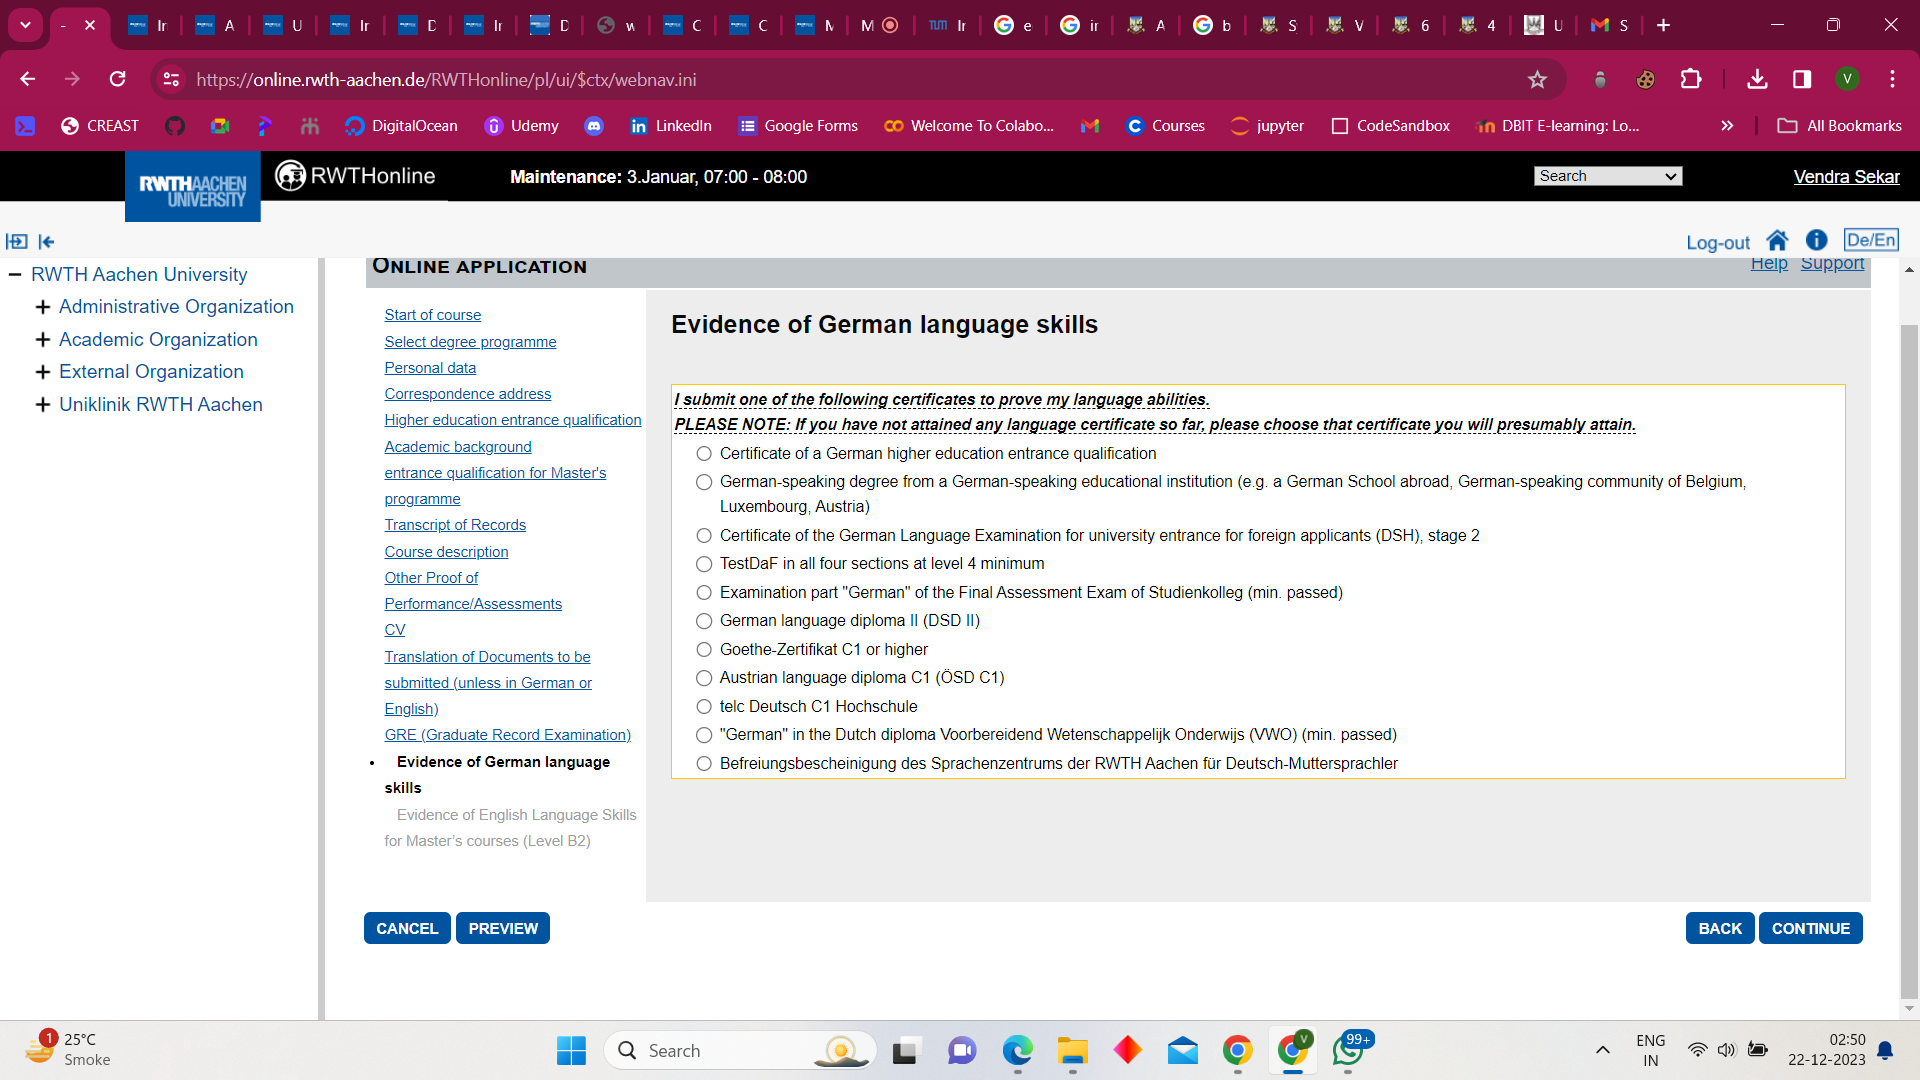 Ir
A
U
Ir
D
Ir
D
w
C
C
M
M
TUM Ir
e
ir
A
b
S
V
6
4
U
S
https://online.rwth-aachen.de/RWTHonline/pl/ui/$ctx/webnav.ini
V
CREAST
DigitalOcean
Udemy
LinkedIn
Google Forms
Welcome To Colabo...
Courses
jupyter
CodeSandbox
DBIT E-learning: Lo...
All Bookmarks
RWTHAACHEN
UNIVERSITY
RWTHonline
Maintenance: 3.Januar, 07:00 - 08:00
Search
Vendra Sekar
Log-out
De/En
RWTH Aachen University
Administrative Organization
Academic Organization
External Organization
Uniklinik RWTH Aachen
ONLINE APPLICATION
Help Support
Start of course
Select degree programme
Personal data
Correspondence address
Higher education entrance qualification
Academic background
entrance qualification for Master's
programme
Transcript of Records
Course description
Other Proof of
Performance/Assessments
CV
Translation of Documents to be
submitted (unless in German or
English)
GRE (Graduate Record Examination)
• Evidence of German language
skills
Evidence of English Language Skills
for Master's courses (Level B2)
Evidence of German language skills
I submit one of the following certificates to prove my language abilities.
PLEASE NOTE: If you have not attained any language certificate so far, please choose that certificate you will presumably attain.
Certificate of a German higher education entrance qualification
German-speaking degree from a German-speaking educational institution (e.g. a German School abroad, German-speaking community of Belgium,
Luxembourg, Austria)
Certificate of the German Language Examination for university entrance for foreign applicants (DSH), stage 2
TestDaF in all four sections at level 4 minimum
Examination part "German" of the Final Assessment Exam of Studienkolleg (min. passed)
German language diploma II (DSD II)
Goethe-Zertifikat C1 or higher
Austrian language diploma C1 (ÖSD C1)
telc Deutsch C1 Hochschule
"German" in the Dutch diploma Voorbereidend Wetenschappelijk Onderwijs (VWO) (min. passed)
Befreiungsbescheinigung des Sprachenzentrums der RWTH Aachen für Deutsch-Muttersprachler
CANCEL
PREVIEW
BACK
CONTINUE
1
25°C
Smoke
Search
V
99+
ENG
IN
02:50
22-12-2023